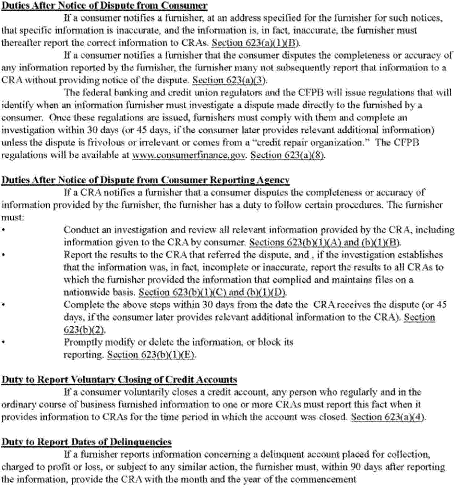 Duties After Notice of Dispute from Consumer
If a consumer notifies a furnisher, at an address specified for the furnisher for such notices,
that specific information is inaccurate, and the information is, in fact, inaccurate, the furnisher must
thereafter report the correct information to CRAs. Section 623(a)(1)(B).
If a consumer notifies a furnisher that the consumer disputes the completeness or accuracy of
any information reported by the furnisher, the furnisher many not subsequently report that information to a
CRA without providing notice of the dispute. Section 623(a)(3).
The federal banking and credit union regulators and the CFPB will issue regulations that will
identify when an information furnisher must investigate a dispute made directly to the furnished by a
consumer. Once these regulations are issued, furnishers must comply with them and complete an
investigation within 30 days (or 45 days, if the consumer later provides relevant additional information)
unless the dispute is frivolous or irrelevant or comes from a "credit repair organization." The CFPB
regulations will be available at www.consumerfinance.gov. Section 623(a)(8).
Duties After Notice of Dispute from Consumer Reporting Agency
If a CRA notifies a furnisher that a consumer disputes the completeness or accuracy of
information provided by the furnisher, the furnisher has a duty to follow certain procedures. The furnisher
must:
• Conduct an investigation and review all relevant information provided by the CRA, including
information given to the CRA by consumer. Sections 623(b)(1)(A) and (b)(1)(B).
• Report the results to the CRA that referred the dispute, and , if the investigation establishes
that the information was, in fact, incomplete or inaccurate, report the results to all CRAs to
which the furnisher provided the information that complied and maintains files on a
nationwide basis. Section 623(b)(1)(C) and (b)(1)(D).
• Complete the above steps within 30 days from the date the CRA receives the dispute (or 45
days, if the consumer later provides relevant additional information to the CRA). Section
623(b)(2).
• Promptly modify or delete the information, or block its
reporting. Section 623(b)(1)(E).
Duty to Report Voluntary Closing of Credit Accounts
If a consumer voluntarily closes a credit account, any person who regularly and in the
ordinary course of business furnished information to one or more CRAs must report this fact when it
provides information to CRAs for the time period in which the account was closed. Section 623(a)(4).
Duty to Report Dates of Delinquencies
If a furnisher reports information concerning a delinquent account placed for collection,
charged to profit or loss, or subject to any similar action, the furnisher must, within 90 days after reporting
the information, provide the CRA with the month and the year of the commencement